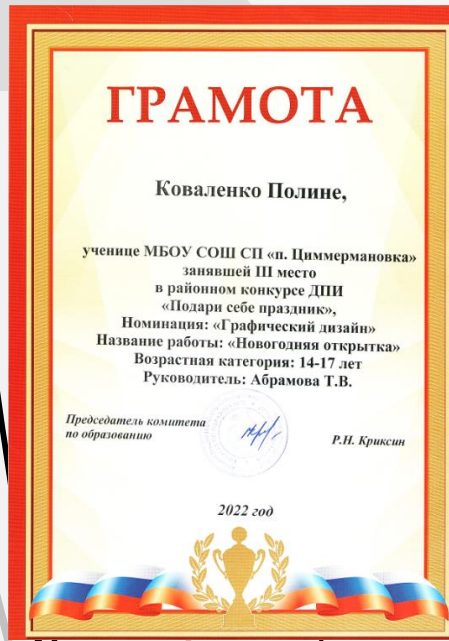 ГРАМОТА
Коваленко Полине,
ученице МБОУ СОШ СП «п. Циммермановка»
занявшей III место
в районном конкурсе ДПИ
«Подари себе праздник»,
Номинация: «Графический дизайн»
Название работы: «Новогодняя открытка»
Возрастная категория: 14-17 лет
Руководитель: Абрамова Т.В.
Председатель комитета
по образованию
Р.Н. Криксин
2022 год